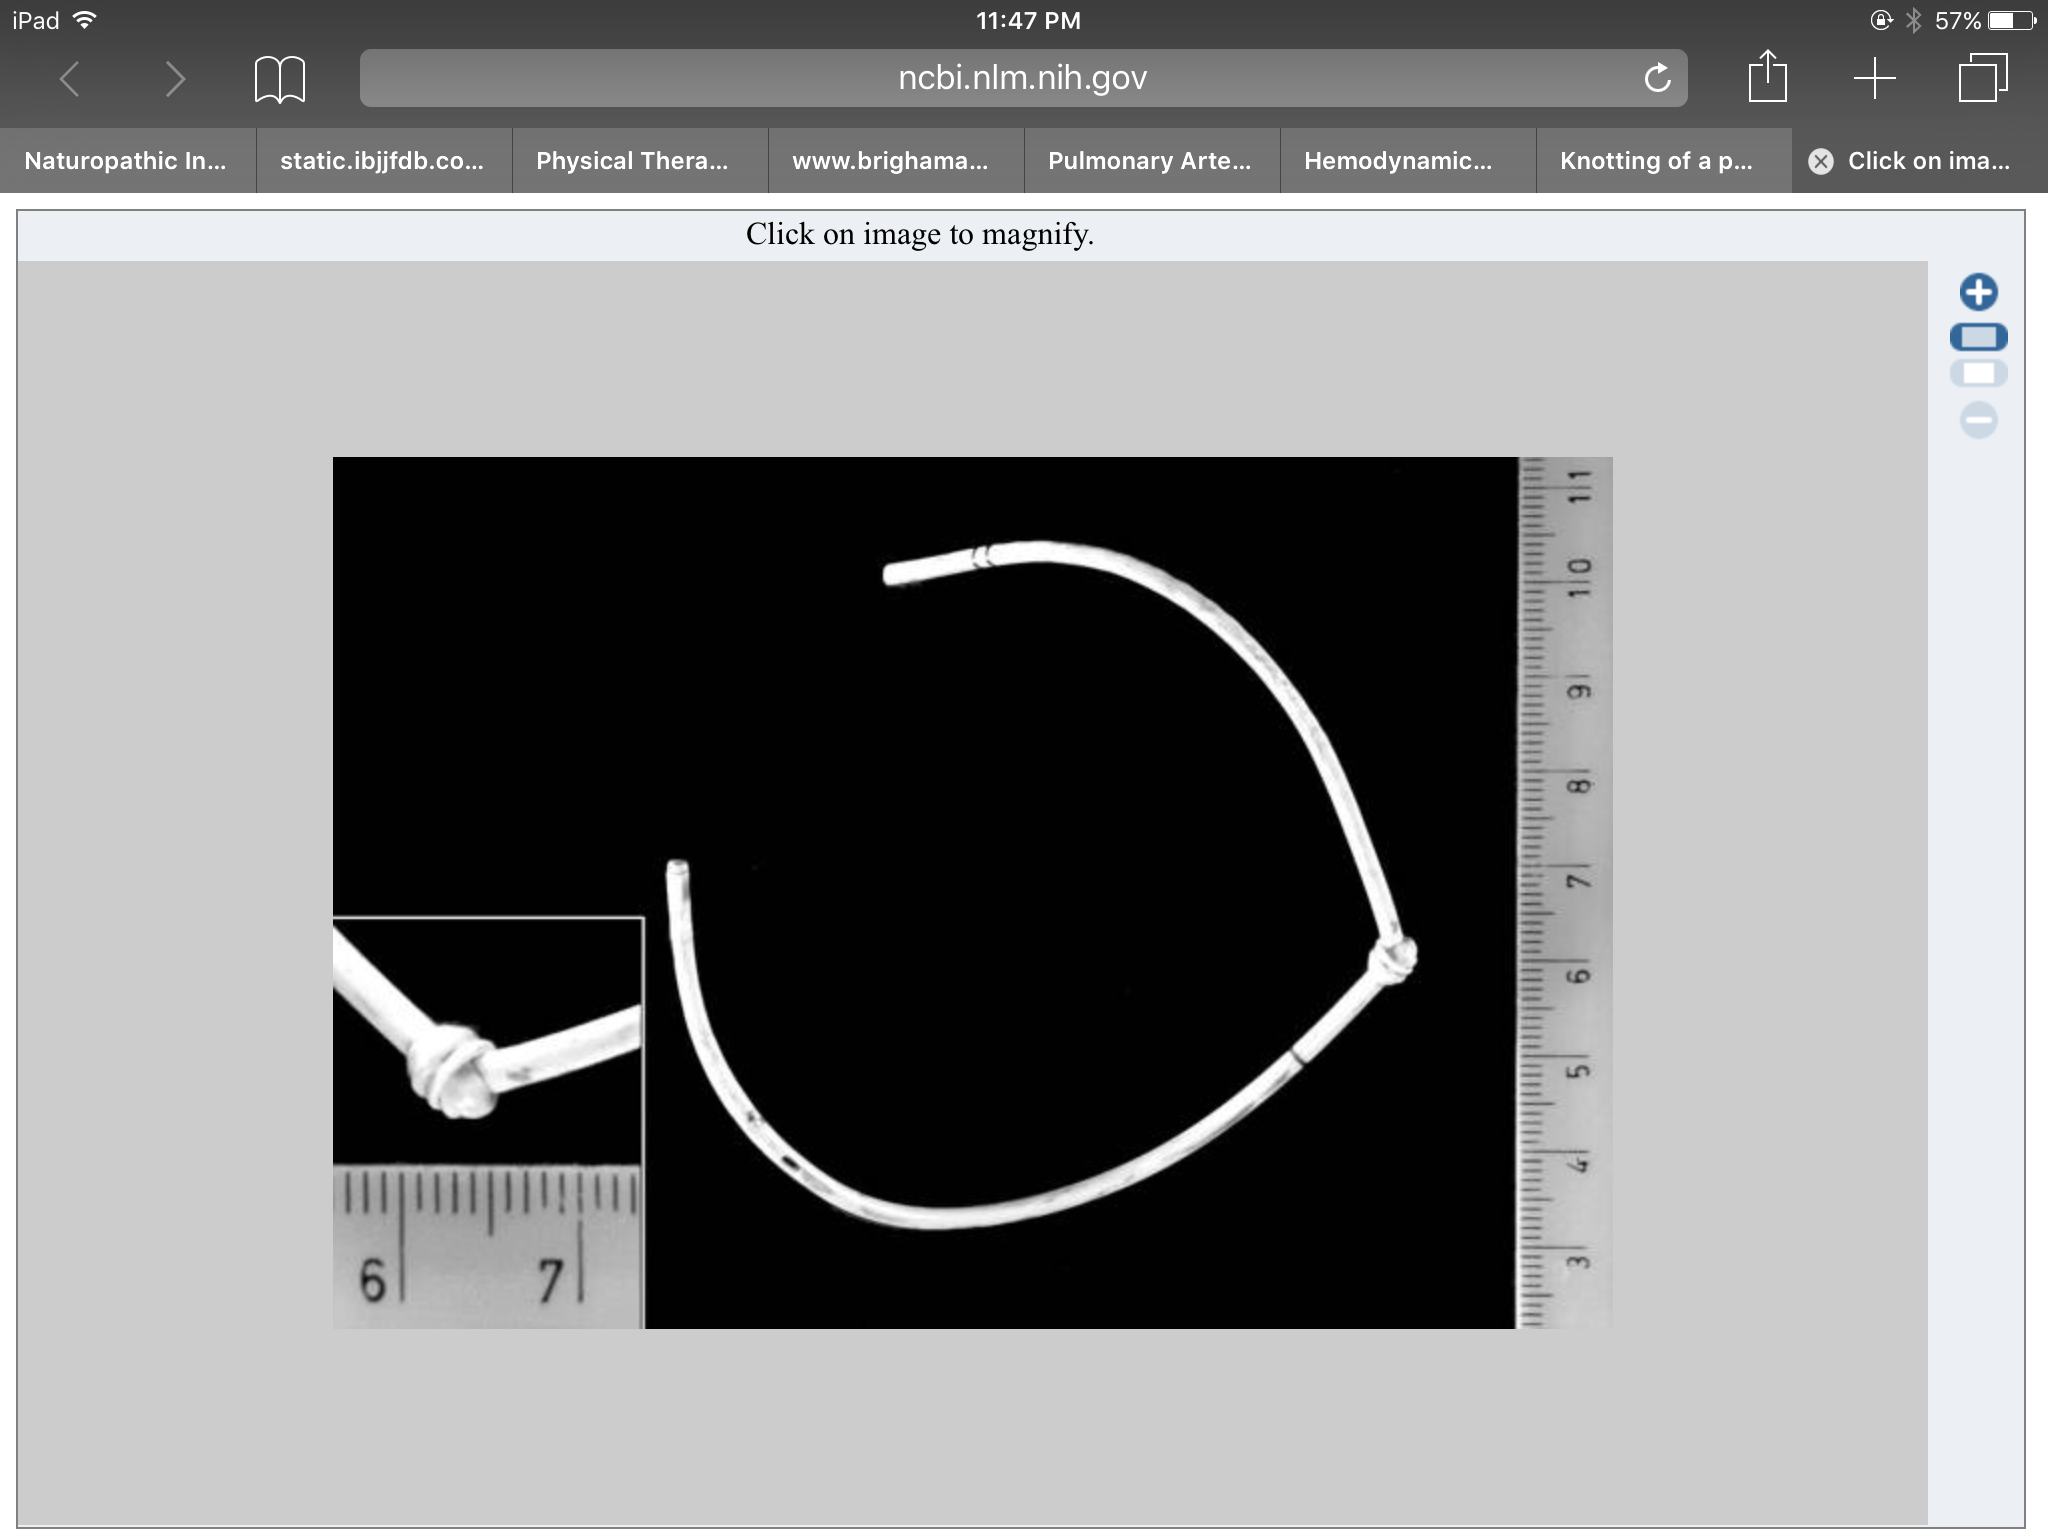 iPad
11:47 PM
57%
ncbi.nlm.nih.gov
Naturopathic In...
static.ibjjfdb.co...
Physical Thera...
www.brighama...
Pulmonary Arte...
Hemodynamic...
Knotting of a p...
Click on ima...
Click on image to magnify.
11
10
9
8
7
6
5
4
3
6
7